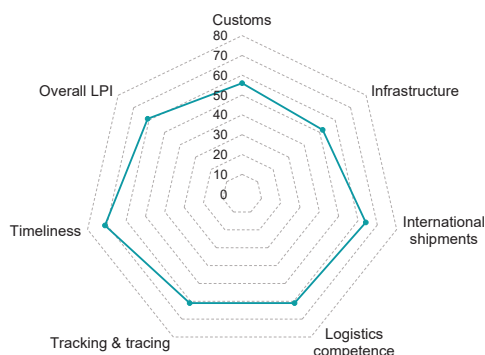 Customs
80
70
60
50
40
30
20
10
0
Overall LPI
Infrastructure
Timeliness
International
shipments
Tracking & tracing
Logistics
competence